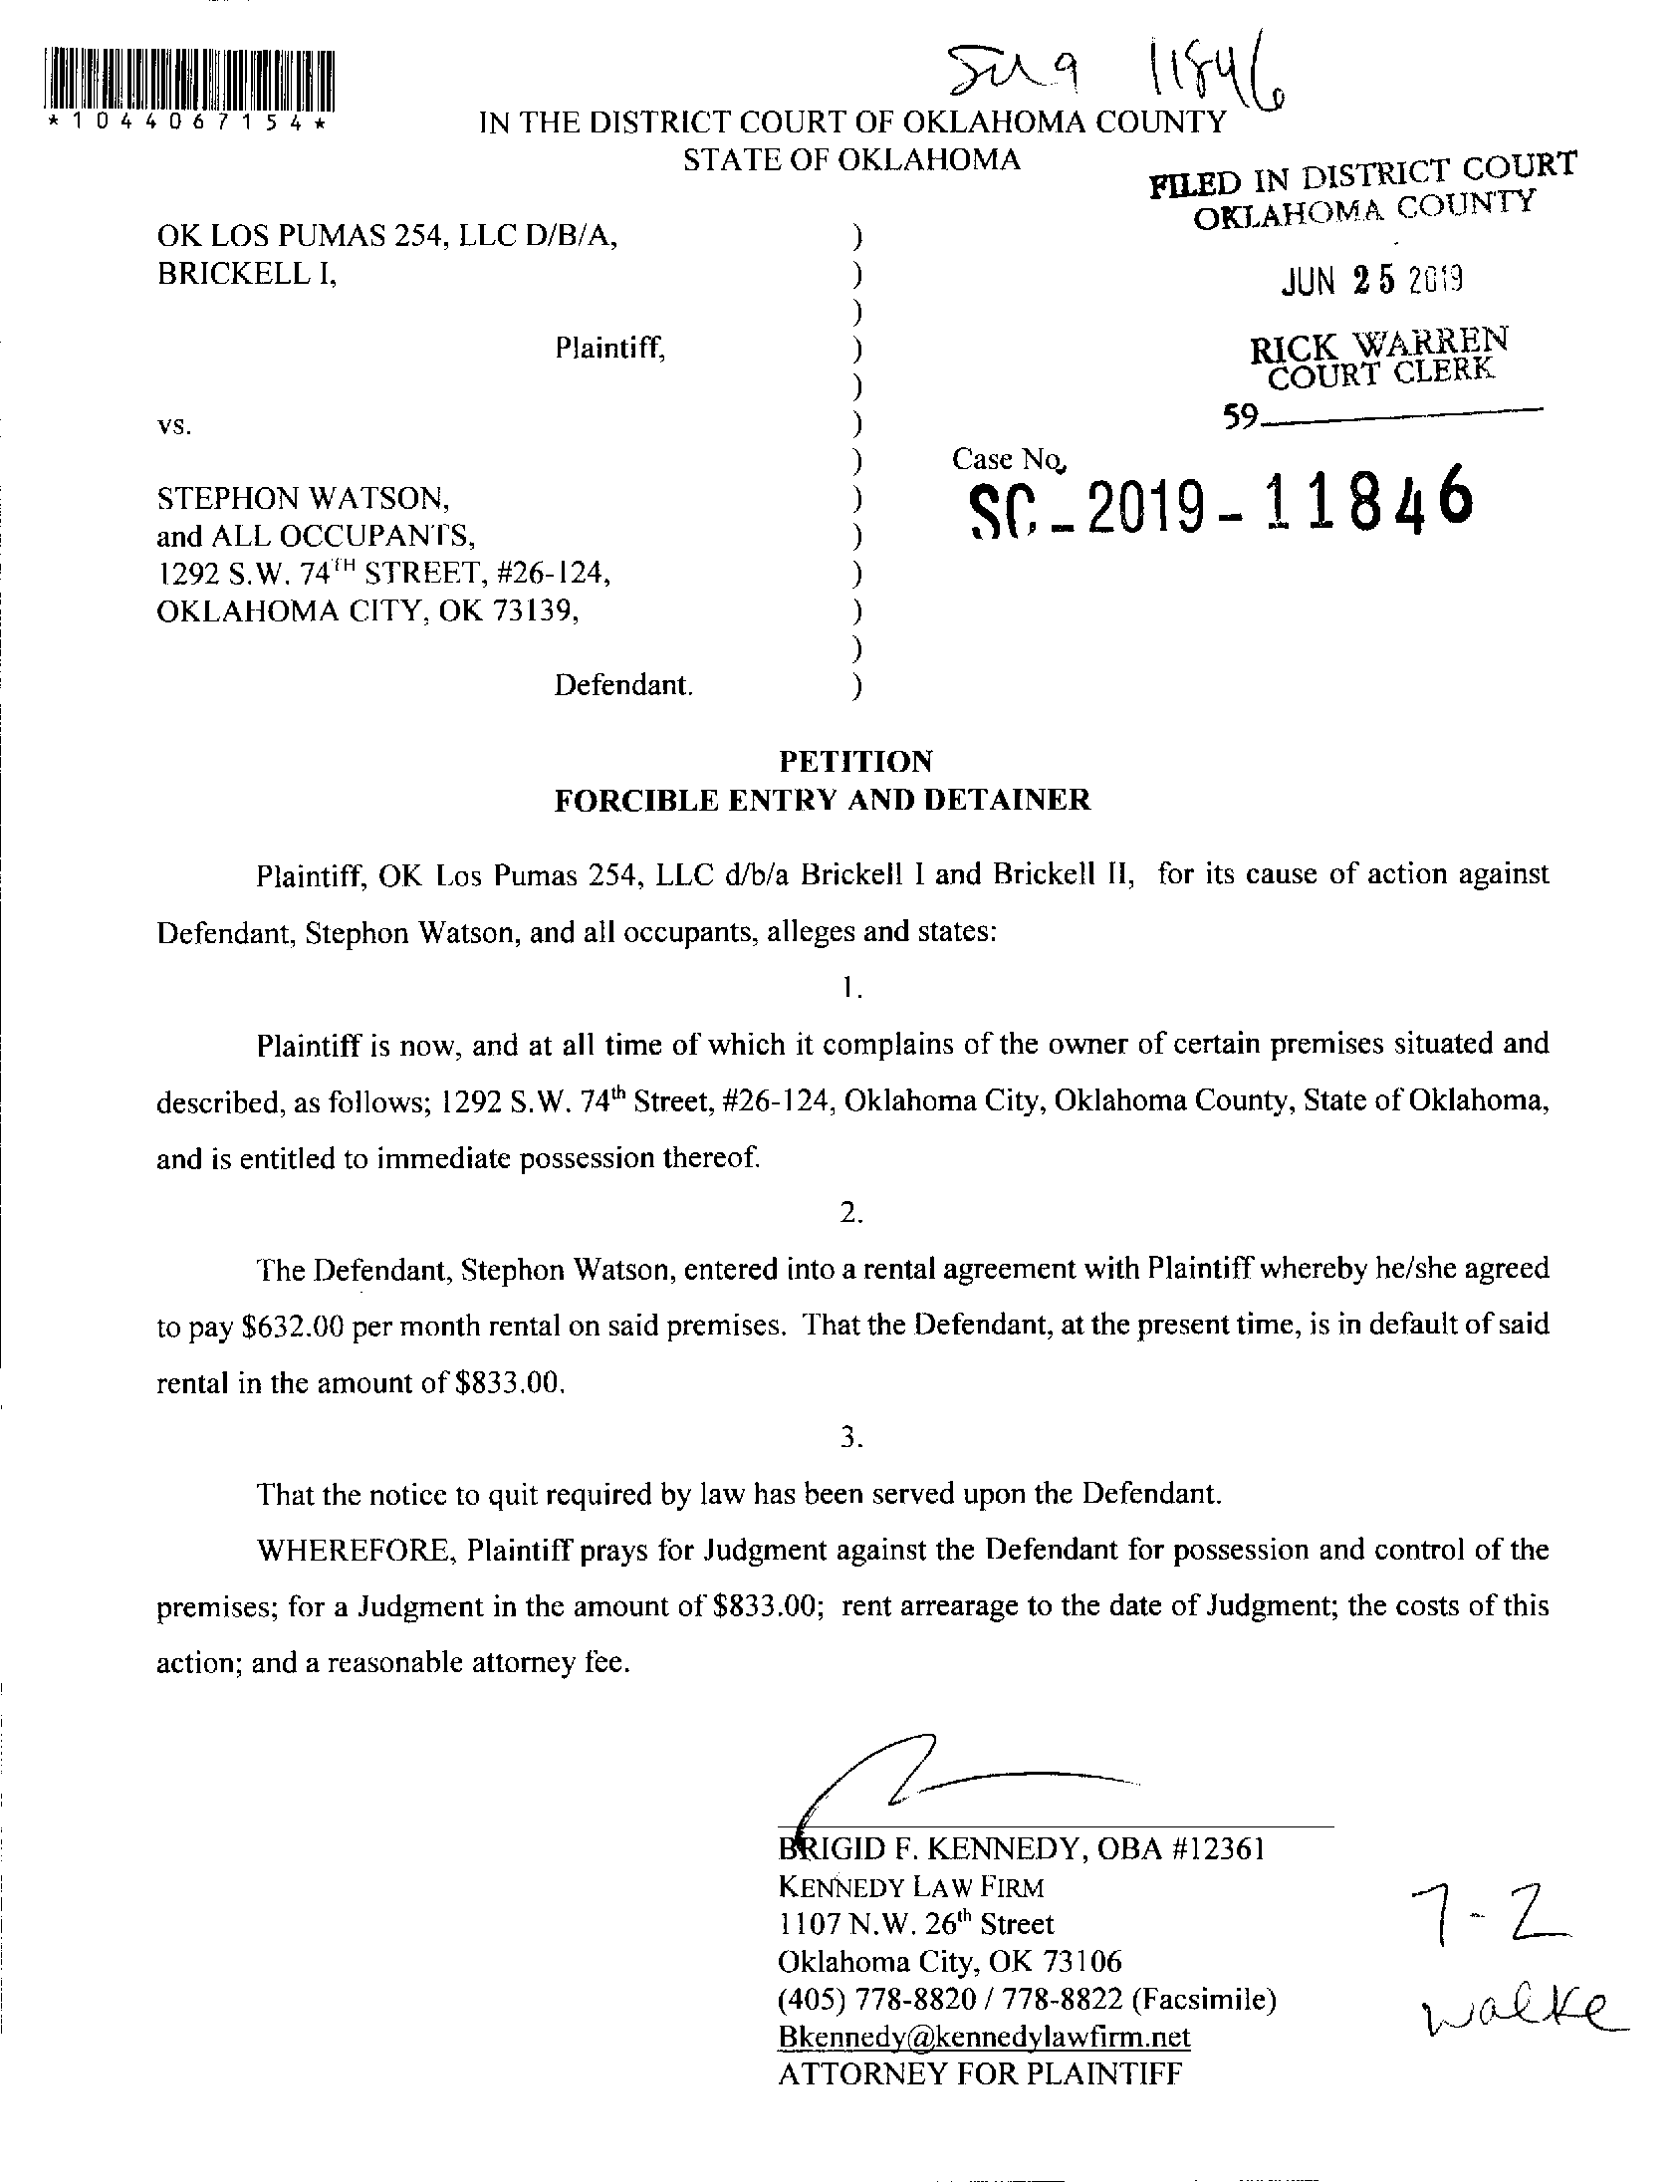 11846
*1044067154*
IN THE DISTRICT COURT OF OKLAHOMA COUNTY
STATE OF OKLAHOMA
FILED IN DISTRICT COURT
OKLAHOMA COUNTY
JUN 25 2019
RICK WARREN
COURT CLERK
59
OK LOS PUMAS 254, LLC D/B/A, )
BRICKELL I, )
)
Plaintiff, )
)
vs. )
)
STEPHON WATSON, )
and ALL OCCUPANTS, )
1292 S.W. 74TH STREET, #26-124, )
OKLAHOMA CITY, OK 73139, )
)
Defendant. )
Case No.
SC-2019-11846
PETITION
FORCIBLE ENTRY AND DETAINER
Plaintiff, OK Los Pumas 254, LLC d/b/a Brickell I and Brickell II, for its cause of action against
Defendant, Stephon Watson, and all occupants, alleges and states:
1.
Plaintiff is now, and at all time of which it complains of the owner of certain premises situated and
described, as follows; 1292 S.W. 74th Street, #26-124, Oklahoma City, Oklahoma County, State of Oklahoma,
and is entitled to immediate possession thereof.
2.
The Defendant, Stephon Watson, entered into a rental agreement with Plaintiff whereby he/she agreed
to pay $632.00 per month rental on said premises. That the Defendant, at the present time, is in default of said
rental in the amount of $833.00.
3.
That the notice to quit required by law has been served upon the Defendant.
WHEREFORE, Plaintiff prays for Judgment against the Defendant for possession and control of the
premises; for a Judgment in the amount of $833.00; rent arrearage to the date of Judgment; the costs of this
action; and a reasonable attorney fee.
BRIGID F. KENNEDY, OBA #12361
KENNEDY LAW FIRM
1107 N.W. 26th Street
Oklahoma City, OK 73106
(405) 778-8820 / 778-8822 (Facsimile)
Bkennedy@kennedylawfirm.net
ATTORNEY FOR PLAINTIFF
7-2
walke